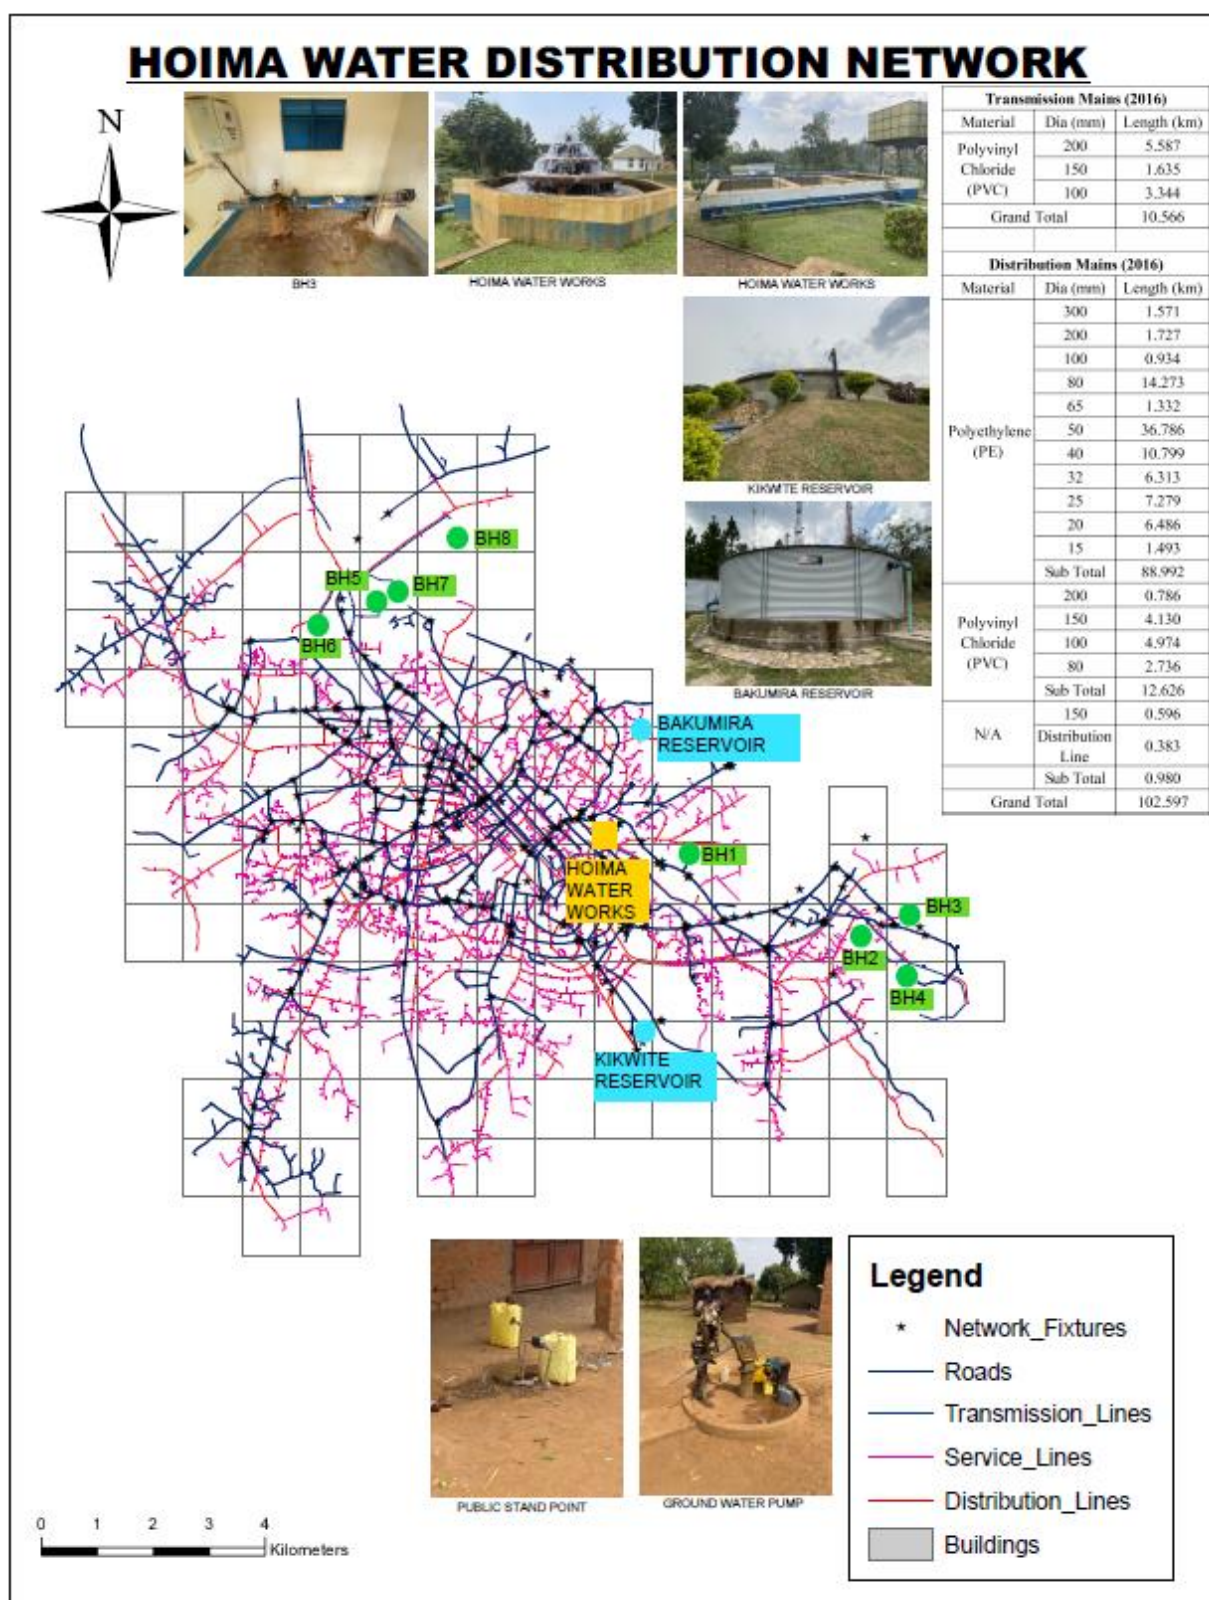 HOIMA WATER DISTRIBUTION NETWORK
N
BH3
HOIMA WATER WORKS
HOIMA WATER WORKS
KIKWITE RESERVOIR
BAKUMIRA RESERVOIR
Transmission Mains (2016)
Material Dia (mm) Length (km)
Polyvinyl Chloride (PVC) 200 5.587
150 1.635
100 3.344
Grand Total 10.566
Distribution Mains (2016)
Material Dia (mm) Length (km)
Polyethylene (PE) 300 1.571
200 1.727
100 0.934
80 14.273
65 1.332
50 36.786
40 10.799
32 6.313
25 7.279
20 6.486
15 1.493
Sub Total 88.992
Polyvinyl Chloride (PVC) 200 0.786
150 4.130
100 4.974
80 2.736
Sub Total 12.626
N/A 150 0.596
Distribution Line 0.383
Sub Total 0.980
Grand Total 102.597
BH8
BH5
BH7
BH6
BAKUMIRA
RESERVOIR
BH1
HOIMA
WATER
WORKS
BH3
BH2
BH4
KIKWITE
RESERVOIR
PUBLIC STAND POINT
GROUND WATER PUMP
Legend
Network_Fixtures
Roads
Transmission_Lines
Service_Lines
Distribution_Lines
Buildings
0 1 2 3 4
Kilometers